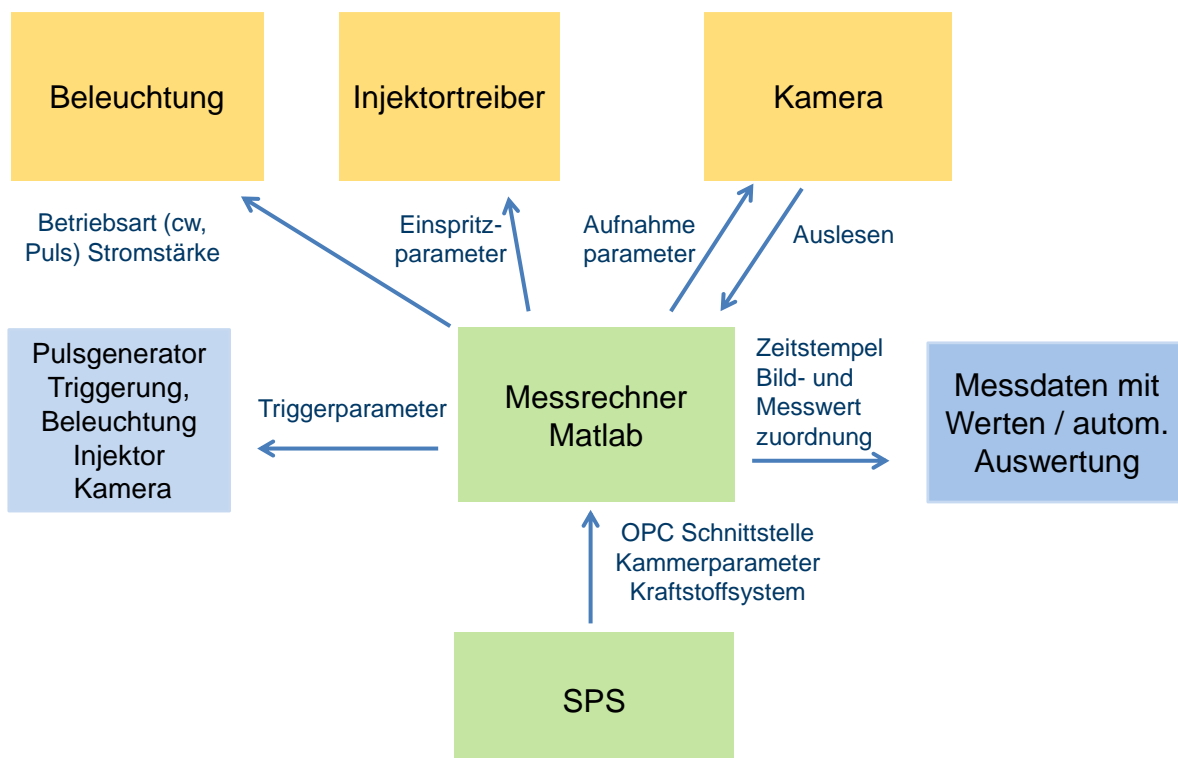 Beleuchtung
Injektortreiber
Kamera
Betriebsart (cw,
Puls) Stromstärke
Einspritz-
parameter
Aufnahme
parameter
Auslesen
Pulsgenerator
Triggerung,
Beleuchtung
Injektor
Kamera
Triggerparameter
Messrechner
Matlab
Zeitstempel
Bild- und
Messwert
zuordnung
Messdaten mit
Werten / autom.
Auswertung
OPC Schnittstelle
Kammerparameter
Kraftstoffsystem
SPS